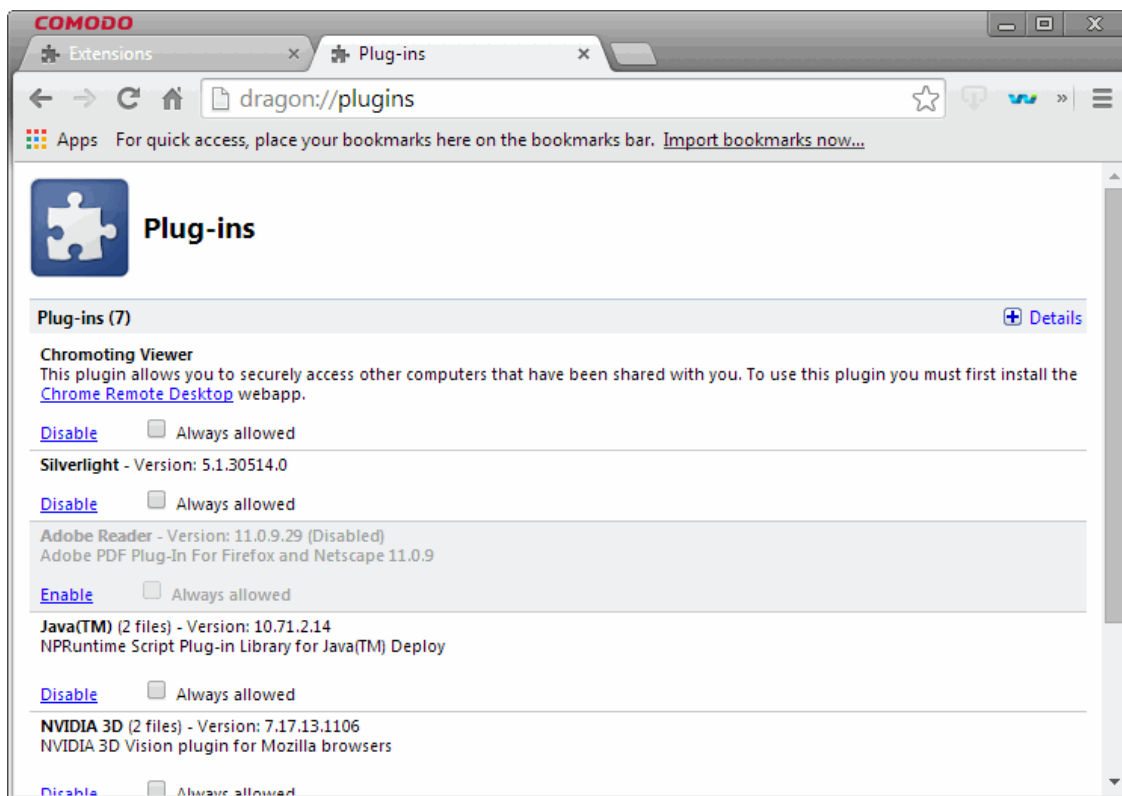 COMODO
Extensions
Plug-ins
dragon://plugins
Apps For quick access, place your bookmarks here on the bookmarks bar. Import bookmarks now...
Plug-ins
Plug-ins (7)
Details
Chromoting Viewer
This plugin allows you to securely access other computers that have been shared with you. To use this plugin you must first install the
Chrome Remote Desktop webapp.
Disable Always allowed
Silverlight - Version: 5.1.30514.0
Disable Always allowed
Adobe Reader - Version: 11.0.9.29 (Disabled)
Adobe PDF Plug-In For Firefox and Netscape 11.0.9
Enable Always allowed
Java(TM) (2 files) - Version: 10.71.2.14
NPRuntime Script Plug-in Library for Java(TM) Deploy
Disable Always allowed
NVIDIA 3D (2 files) - Version: 7.17.13.1106
NVIDIA 3D Vision plugin for Mozilla browsers
Disable Always allowed